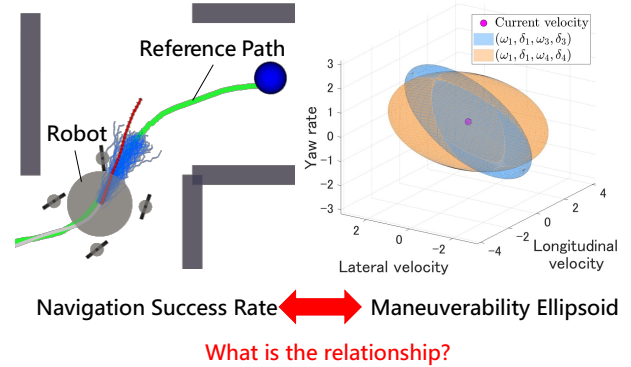 Reference Path
Robot
Current velocity
(ω₁, δ₁, ω₃, δ₃)
(ω₁, δ₁, ω₄, δ₄)
Yaw rate
3
2
1
0
−1
−2
−3
2
0
−2
−4
−2
0
2
4
Lateral velocity
Longitudinal
velocity
Navigation Success Rate
Maneuverability Ellipsoid
What is the relationship?